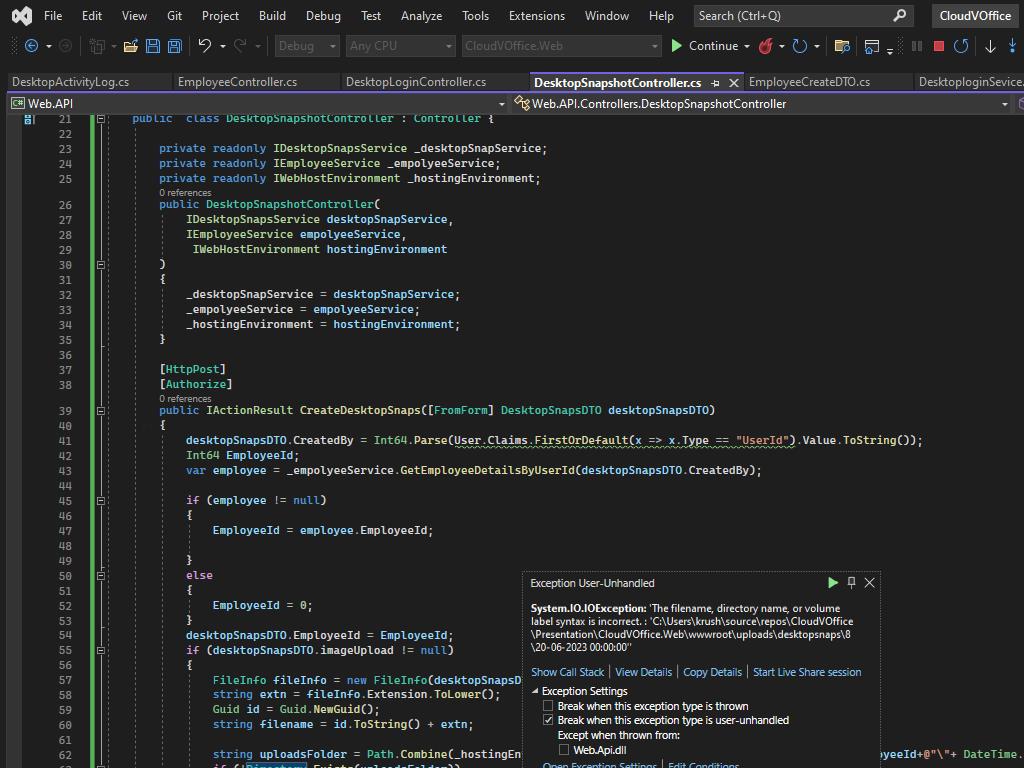 File Edit View Git Project Build Debug Test Analyze Tools Extensions Window Help Search (Ctrl+Q) CloudVOffice
Debug Any CPU CloudVOffice.Web Continue
DesktopActivityLog.cs EmployeeController.cs DesktopLoginController.cs DesktopSnapshotController.cs EmployeeCreateDTO.cs DesktoploginSevice.
C# Web.API Web.API.Controllers.DesktopSnapshotController
21 public class DesktopSnapshotController : Controller {
22
23 private readonly IDesktopSnapsService _desktopSnapService;
24 private readonly IEmployeeService _empolyeeService;
25 private readonly IWebHostEnvironment _hostingEnvironment;
0 references
26 public DesktopSnapshotController(
27 IDesktopSnapsService desktopSnapService,
28 IEmployeeService empolyeeService,
29 IWebHostEnvironment hostingEnvironment
30 )
31 {
32 _desktopSnapService = desktopSnapService;
33 _empolyeeService = empolyeeService;
34 _hostingEnvironment = hostingEnvironment;
35 }
36
37 [HttpPost]
38 [Authorize]
0 references
39 public IActionResult CreateDesktopSnaps([FromForm] DesktopSnapsDTO desktopSnapsDTO)
40 {
41 desktopSnapsDTO.CreatedBy = Int64.Parse(User.Claims.FirstOrDefault(x => x.Type == "UserId").Value.ToString());
42 Int64 EmployeeId;
43 var employee = _empolyeeService.GetEmployeeDetailsByUserId(desktopSnapsDTO.CreatedBy);
44
45 if (employee != null)
46 {
47 EmployeeId = employee.EmployeeId;
48
49 }
50 else
51 {
52 EmployeeId = 0;
53 }
54 desktopSnapsDTO.EmployeeId = EmployeeId;
55 if (desktopSnapsDTO.imageUpload != null)
56 {
57 FileInfo fileInfo = new FileInfo(desktopSnapsD
58 string extn = fileInfo.Extension.ToLower();
59 Guid id = Guid.NewGuid();
60 string filename = id.ToString() + extn;
61
62 string uploadsFolder = Path.Combine(_hostingEn yeeId+@"\"+ DateTime.
63 if (!Directory.Exists(uploadsFolder))
Exception User-Unhandled
System.IO.IOException: 'The filename, directory name, or volume
label syntax is incorrect. : 'C:\Users\krush\source\repos\CloudVOffice
\Presentation\CloudVOffice.Web\wwwroot\uploads\desktopsnaps\8
\20-06-2023 00:00:00''
Show Call Stack | View Details | Copy Details | Start Live Share session
Exception Settings
Break when this exception type is thrown
Break when this exception type is user-unhandled
Except when thrown from:
Web.Api.dll
Open Exception Settings | Edit Conditions